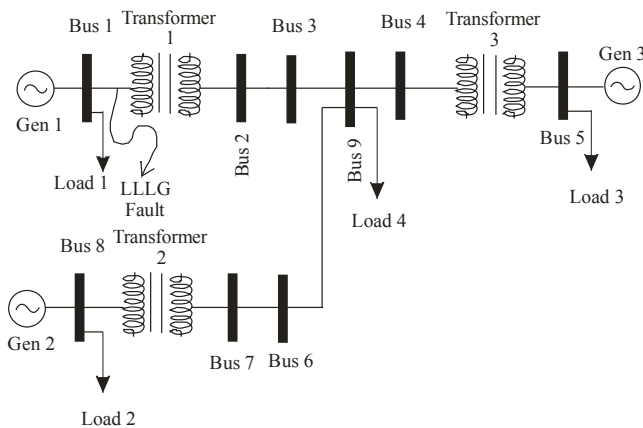 Transformer
1
Bus 1
Bus 3
Bus 4
Transformer
3
Gen 3
Gen 1
Bus 2
Bus 9
Bus 5
Load 1
LLLG
Fault
Load 4
Load 3
Bus 8
Transformer
2
Gen 2
Bus 7
Bus 6
Load 2